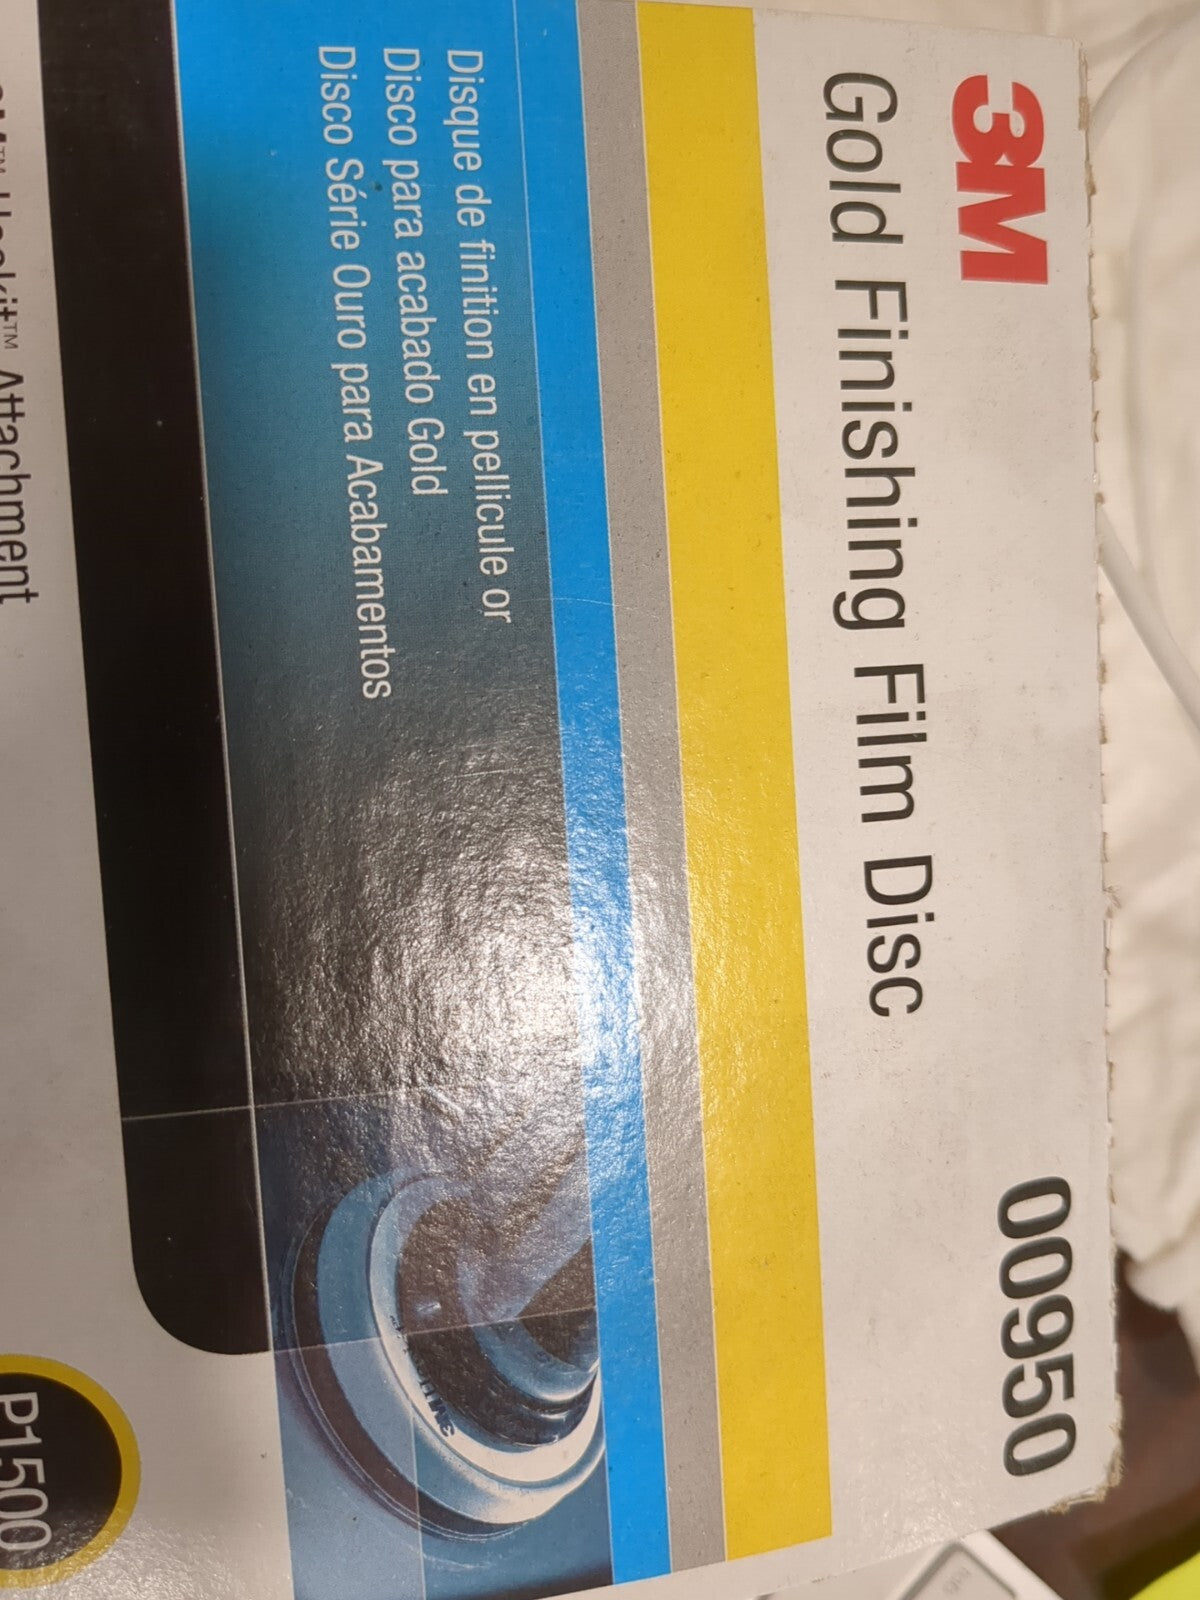 3M
00950
Gold Finishing Film Disc
Disque de finition en pellicule or
Disco para acabado Gold
Disco Série Ouro para Acabamentos
Hookit™ Attachment
P1500